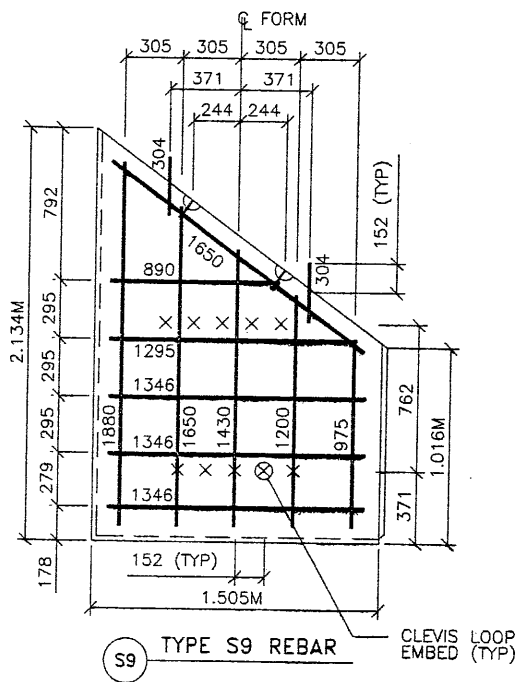 ℄ FORM
305 305 305 305
371 371
244 244
304
152 (TYP)
792
1650
304
890
295
1295
2.134M
295
1346
762
1880 1650 1430 1200 975
1.016M
295
1346
279
1346
371
178
152 (TYP)
1.505M
CLEVIS LOOP
EMBED (TYP)
S9 TYPE S9 REBAR